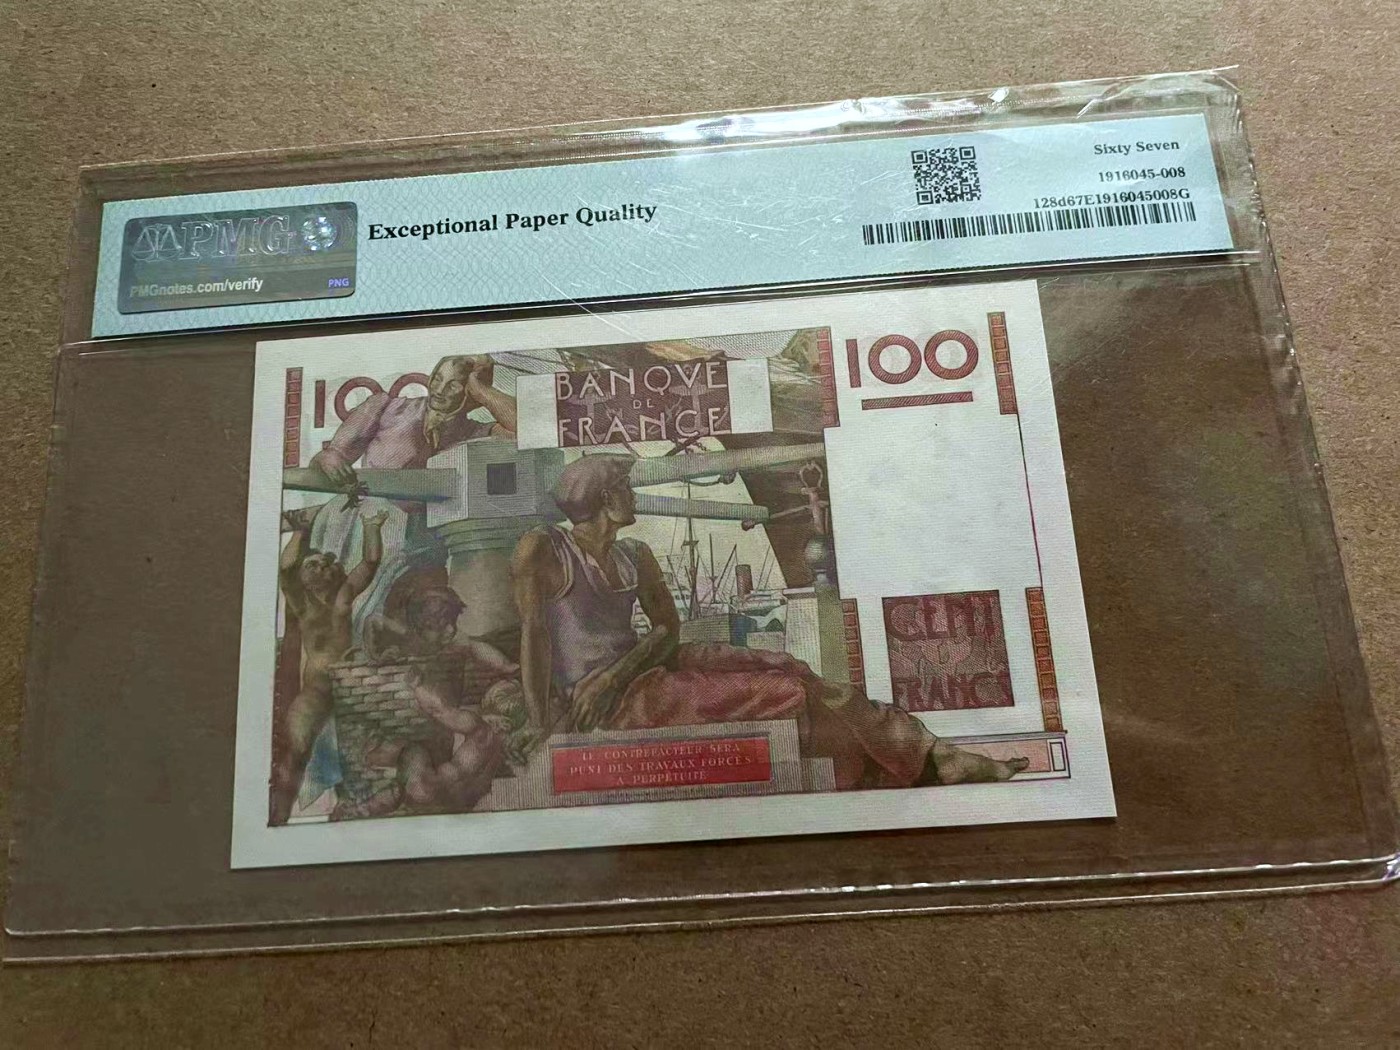 PMG
PMGnotes.com/verify
PNG
Exceptional Paper Quality
Sixty Seven
1916045-008
128d67E1916045008G
100
BANQVE
DE
FRANCE
100
CENT
FRANCS
LE CONTREFACTEUR SERA
PUNI DES TRAVAUX FORCÉS
A PERPÉTUITÉ